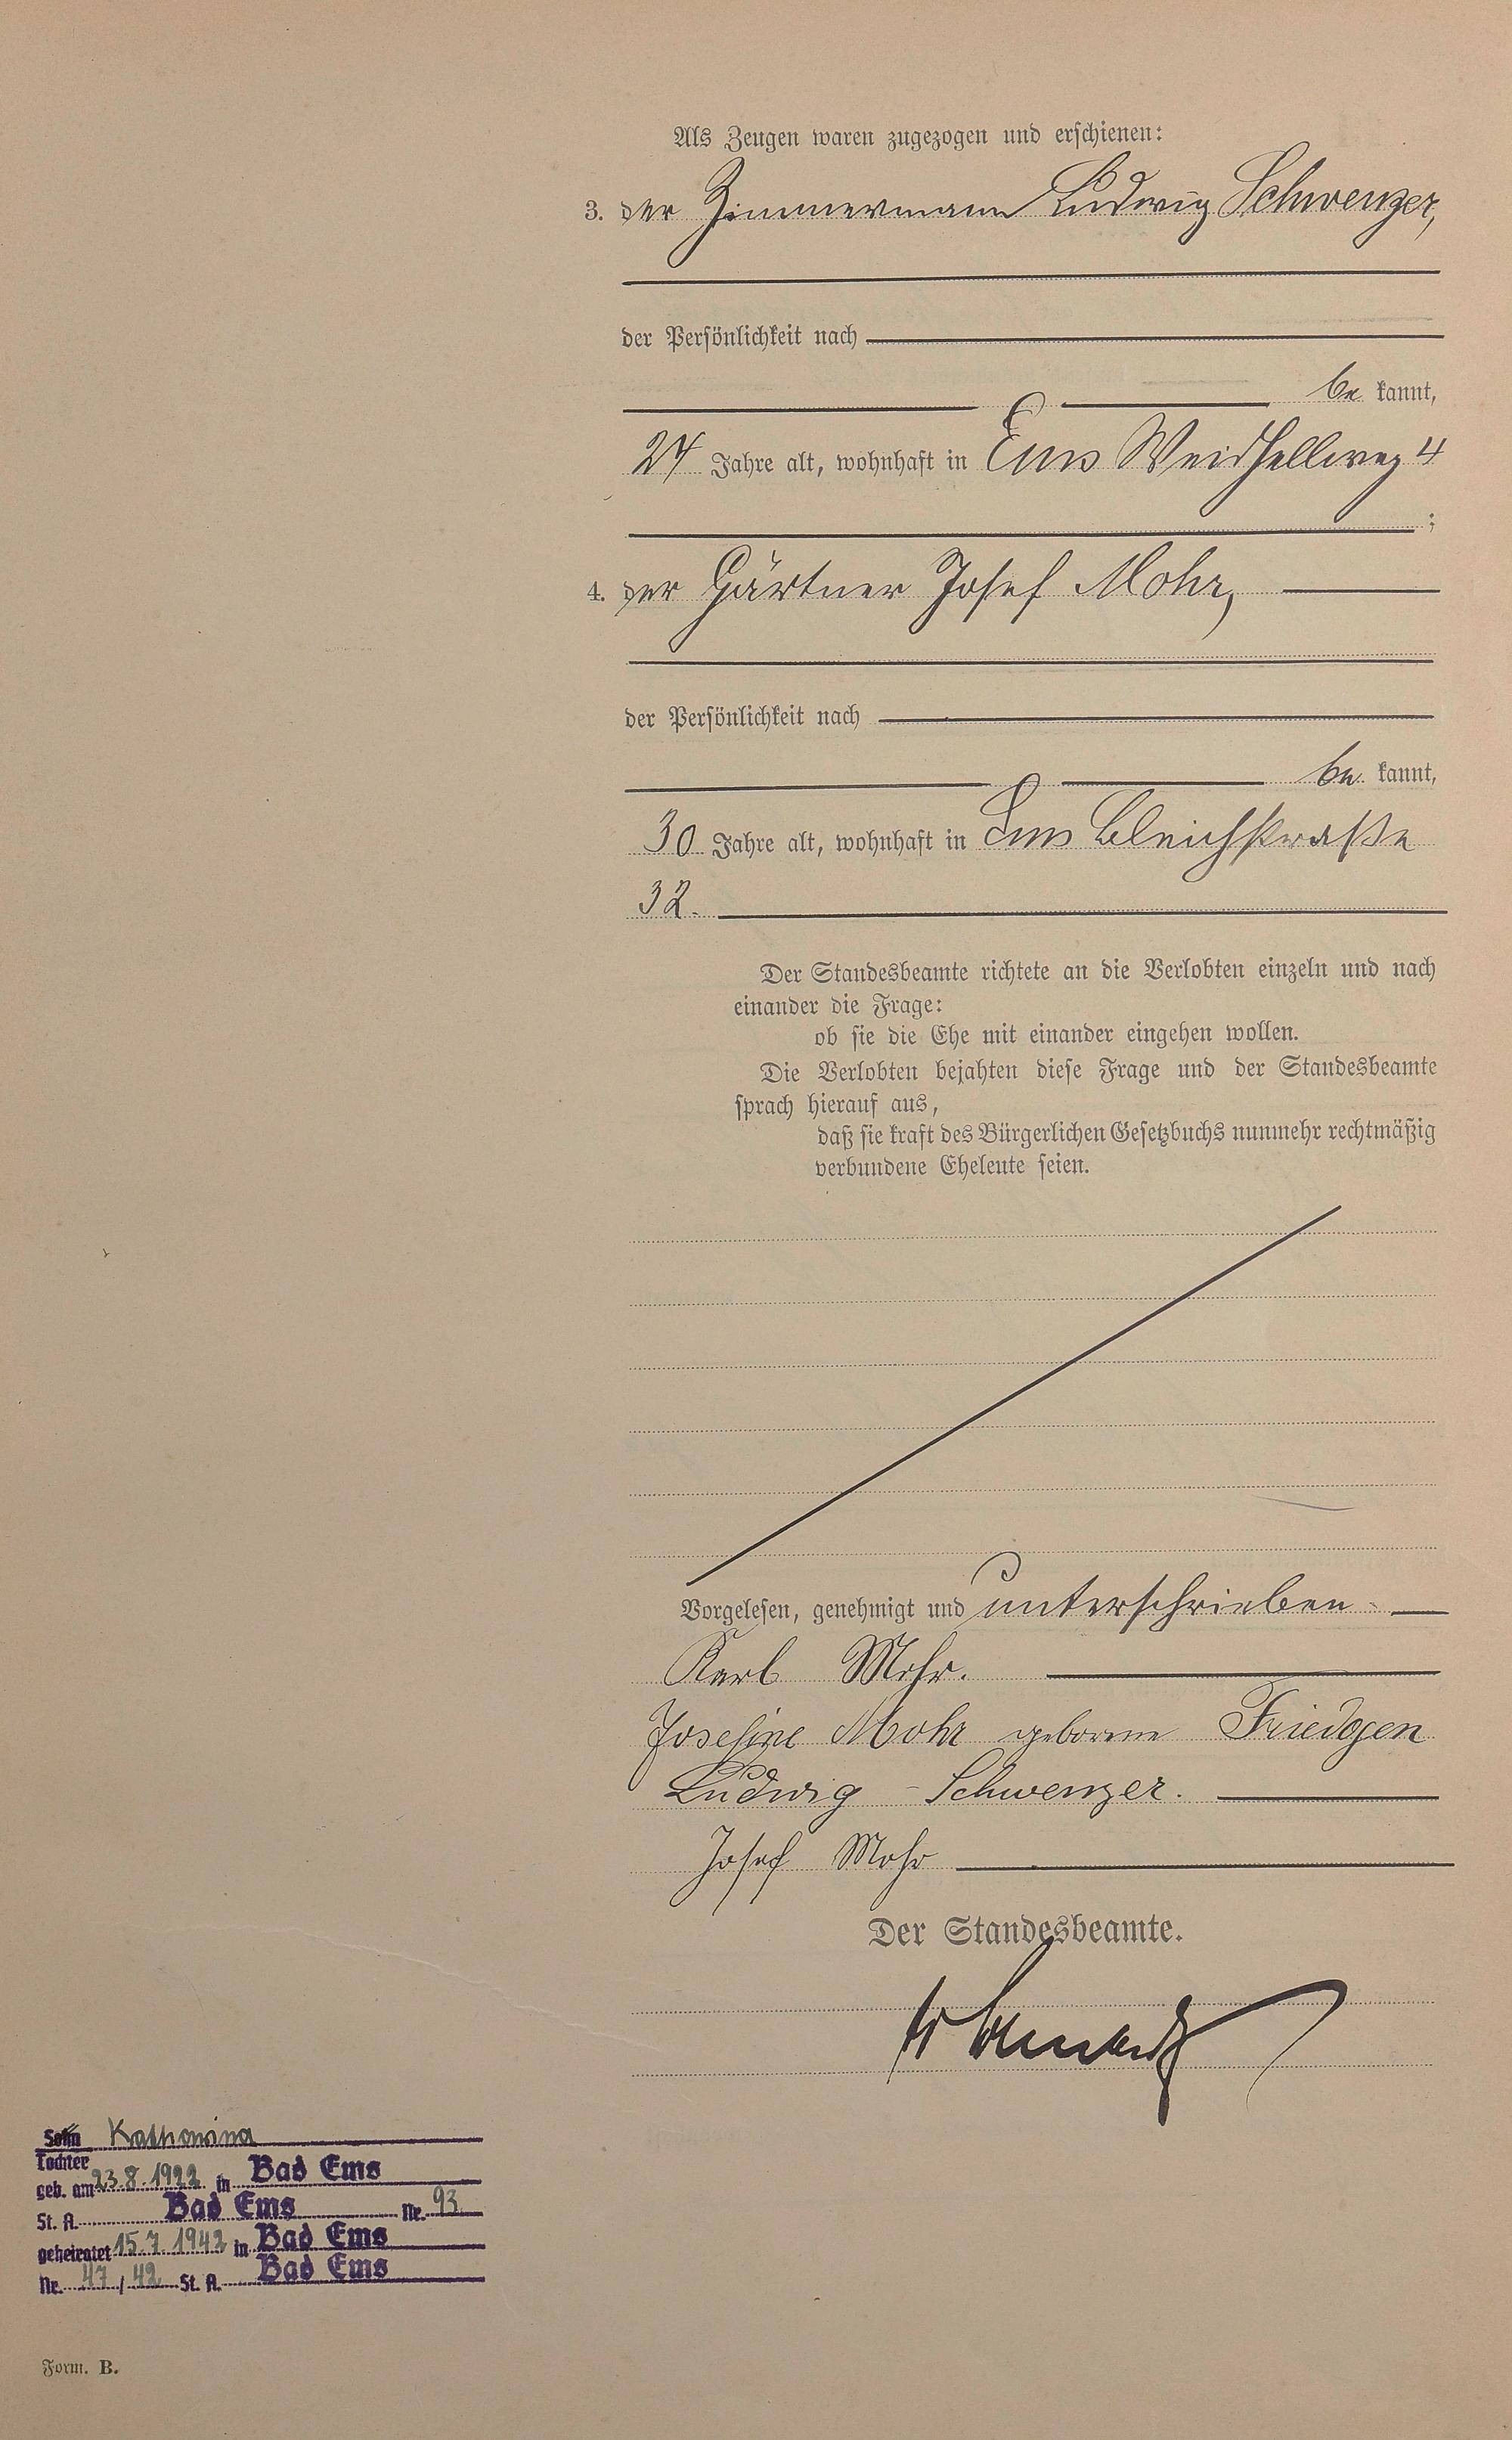 Als Zeugen waren zugezogen und erschienen:
3. der Zimmermann Ludwig Schwenzer,
der Persönlichkeit nach
be kannt,
27 Jahre alt, wohnhaft in Ems Weidhellweg 4
;
4. der Gärtner Josef Mohr,
der Persönlichkeit nach
be kannt,
30 Jahre alt, wohnhaft in Ems Bleichstraße
32.
Der Standesbeamte richtete an die Verlobten einzeln und nach
einander die Frage:
ob sie die Ehe mit einander eingehen wollen.
Die Verlobten bejahten diese Frage und der Standesbeamte
sprach hierauf aus,
daß sie kraft des Bürgerlichen Gesetzbuchs nunmehr rechtmäßig
verbundene Eheleute seien.
Vorgelesen, genehmigt und unterschrieben
Karl Mohr.
Josefine Mohr geborene Friedgen
Ludwig Schwenzer.
Josef Mohr
Der Standesbeamte.
Sohn Katharina
Tochter
geb. am 23.8.1922 in Bad Ems
St. A. Bad Ems Nr. 93
geheiratet 15.7.1942 in Bad Ems
Nr. 47/42 St. A. Bad Ems
Form. B.